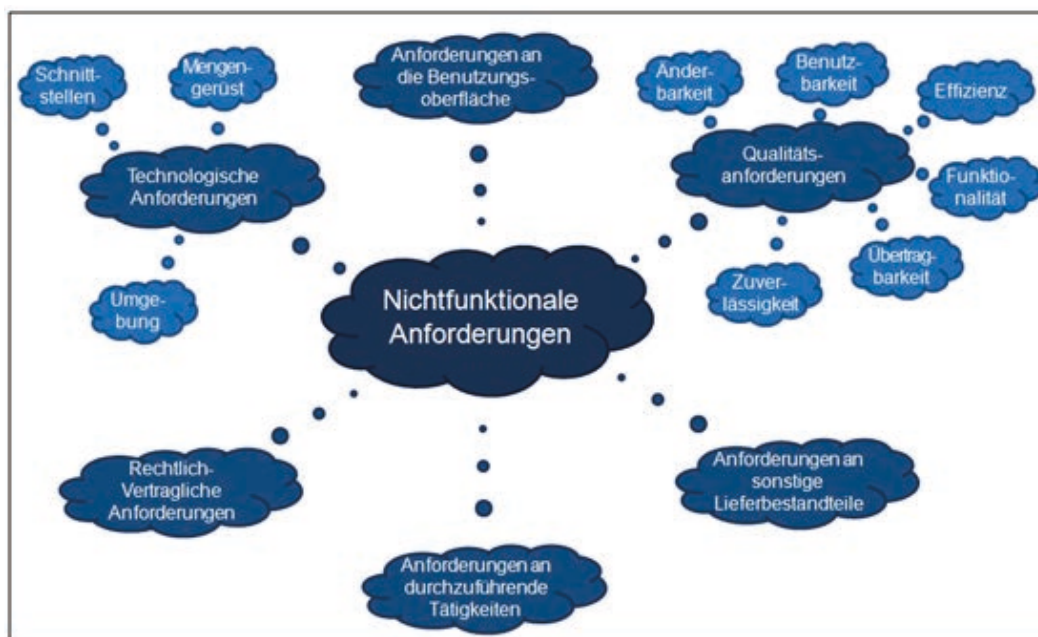 Schnitt-
stellen
Mengen-
gerüst
Anforderungen an
die Benutzungs-
oberfläche
Änder-
barkeit
Benutz-
barkeit
Effizienz
Technologische
Anforderungen
Qualitäts-
anforderungen
Funktio-
nalität
Umge-
bung
Zuver-
lässigkeit
Übertrag-
barkeit
Nichtfunktionale
Anforderungen
Rechtlich-
Vertragliche
Anforderungen
Anforderungen an
durchzuführende
Tätigkeiten
Anforderungen an
sonstige
Lieferbestandteile